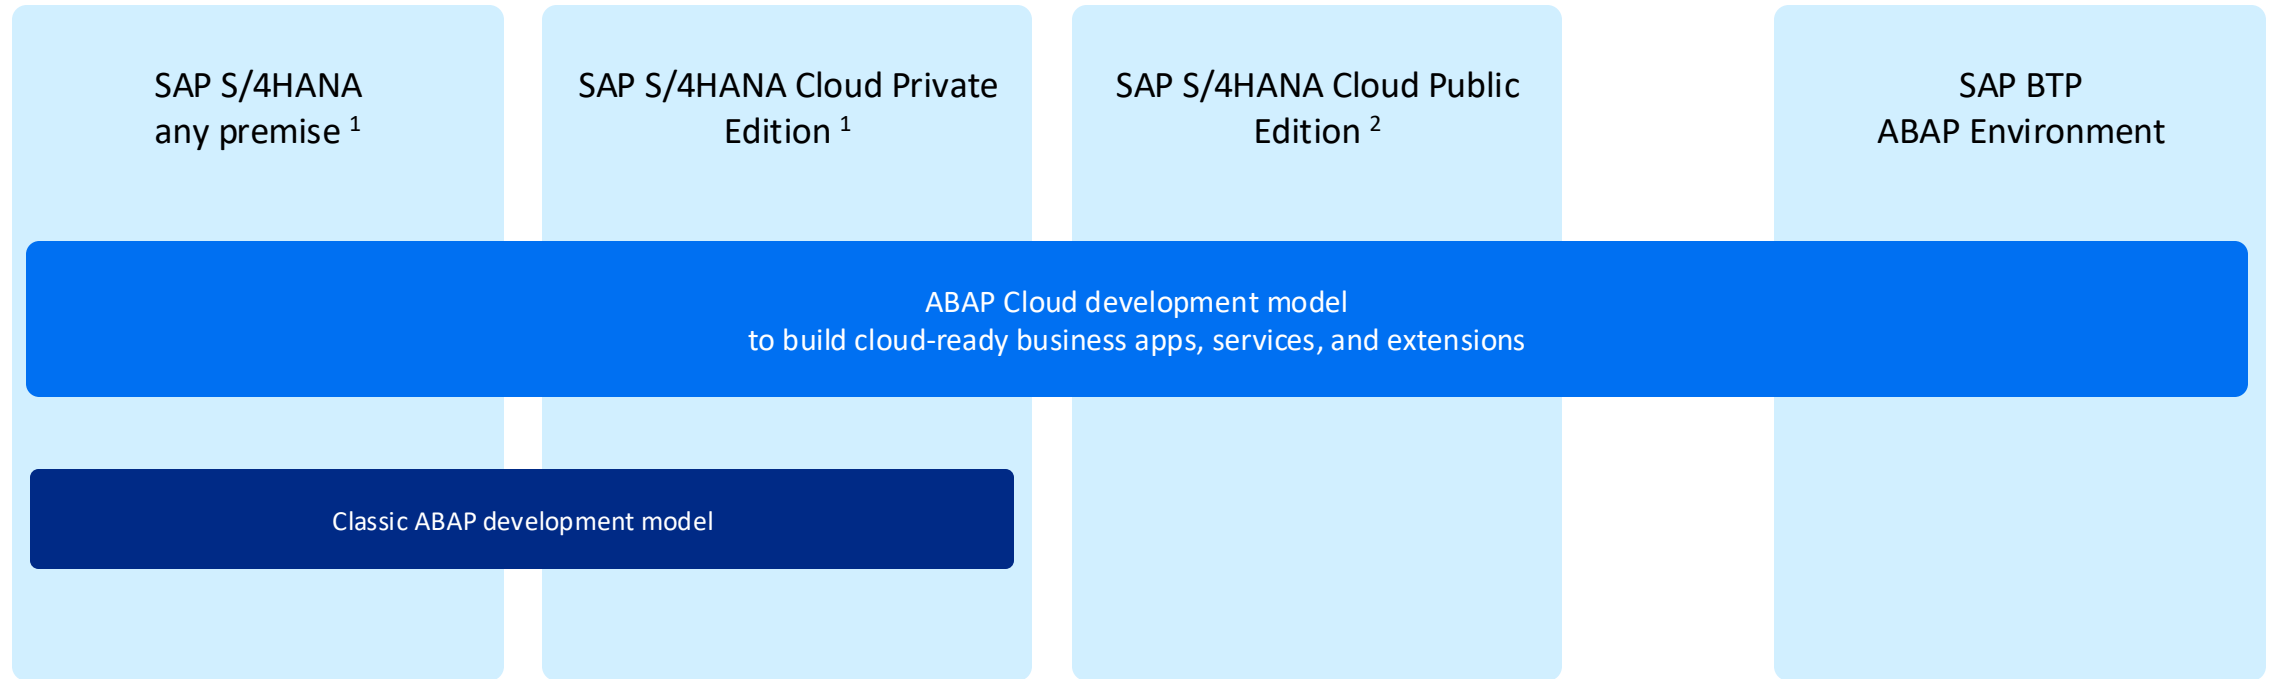 SAP S/4HANA
any premise 1
SAP S/4HANA Cloud Private
Edition 1
SAP S/4HANA Cloud Public
Edition 2
SAP BTP
ABAP Environment
ABAP Cloud development model
to build cloud-ready business apps, services, and extensions
Classic ABAP development model